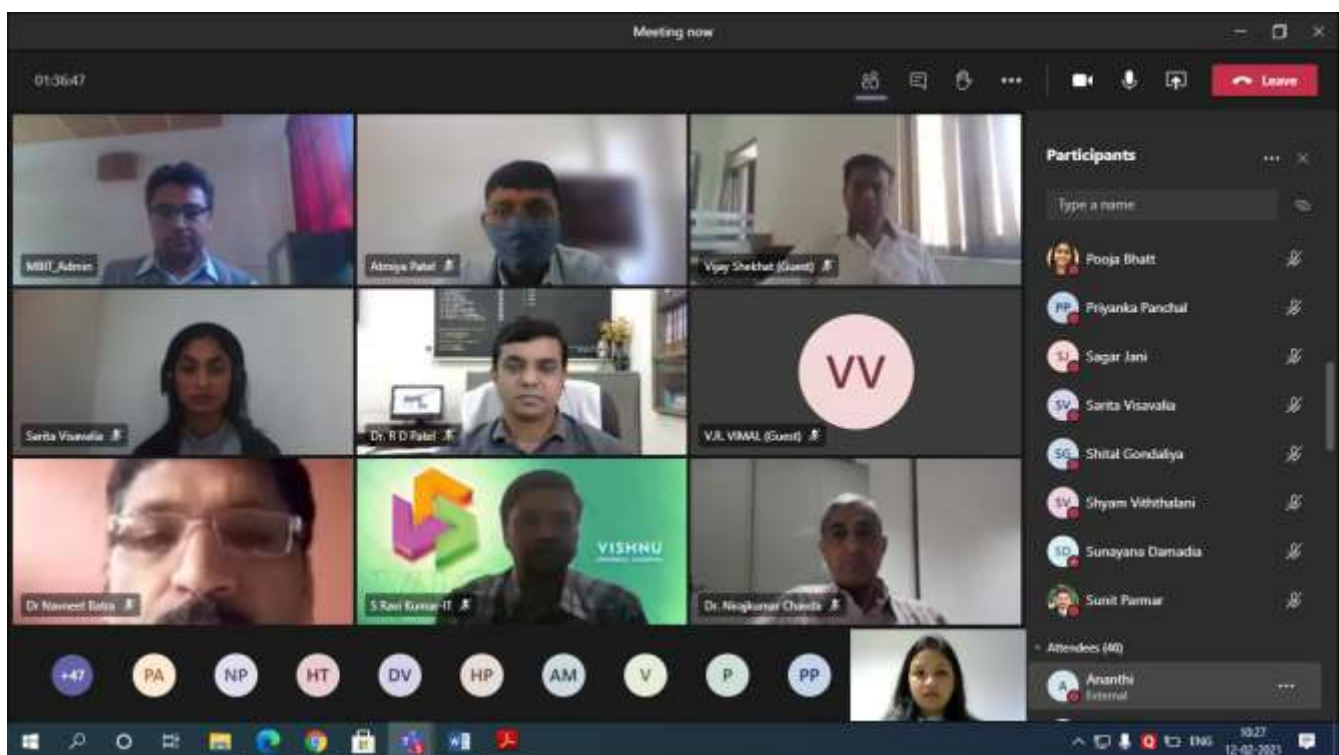 Meeting now
01:36:47
Leave
MBIT_Admin
Atmiya Patel
Vijay Shekhat (Guest)
Sarita Visavalia
Dr. R D Patel
VV
V.R. VIMAL (Guest)
Dr Navneet Batra
S Ravi Kumar-IT
VISHNU
Dr. Nirajkumar Chavda
+47
PA
NP
HT
DV
HP
AM
V
P
PP
Participants
Type a name
Pooja Bhatt
PP Priyanka Panchal
SJ Sagar Jani
SV Sarita Visavalia
SG Shital Gondaliya
SV Shyam Viththalani
SD Sunayana Damadia
Sunit Parmar
Attendees (40)
A Ananthi
External
ENG
10:27
12-02-2021